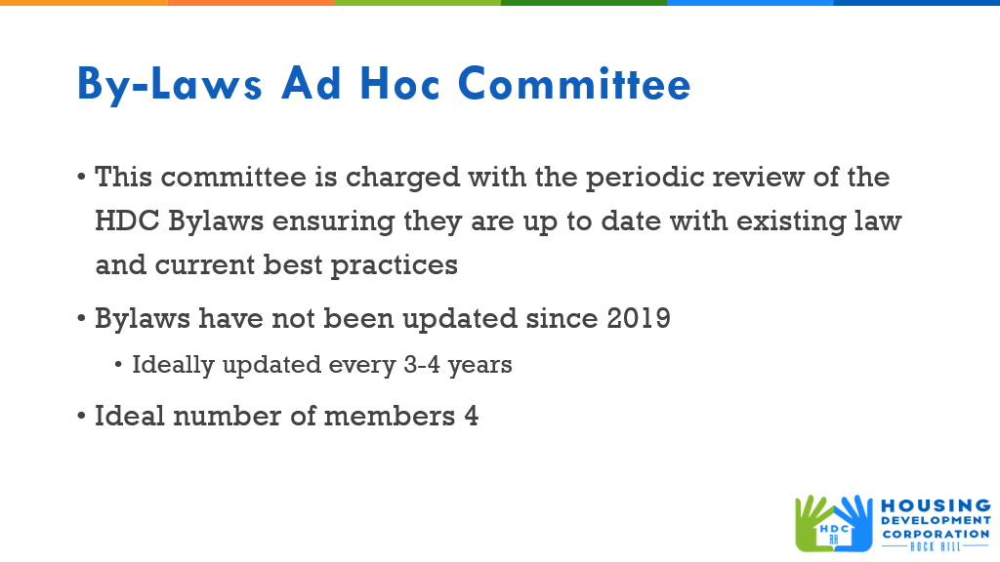 By-Laws Ad Hoc Committee
• This committee is charged with the periodic review of the
HDC Bylaws ensuring they are up to date with existing law
and current best practices
• Bylaws have not been updated since 2019
• Ideally updated every 3-4 years
• Ideal number of members 4
HDC
RH
HOUSING
DEVELOPMENT
CORPORATION
ROCK HILL